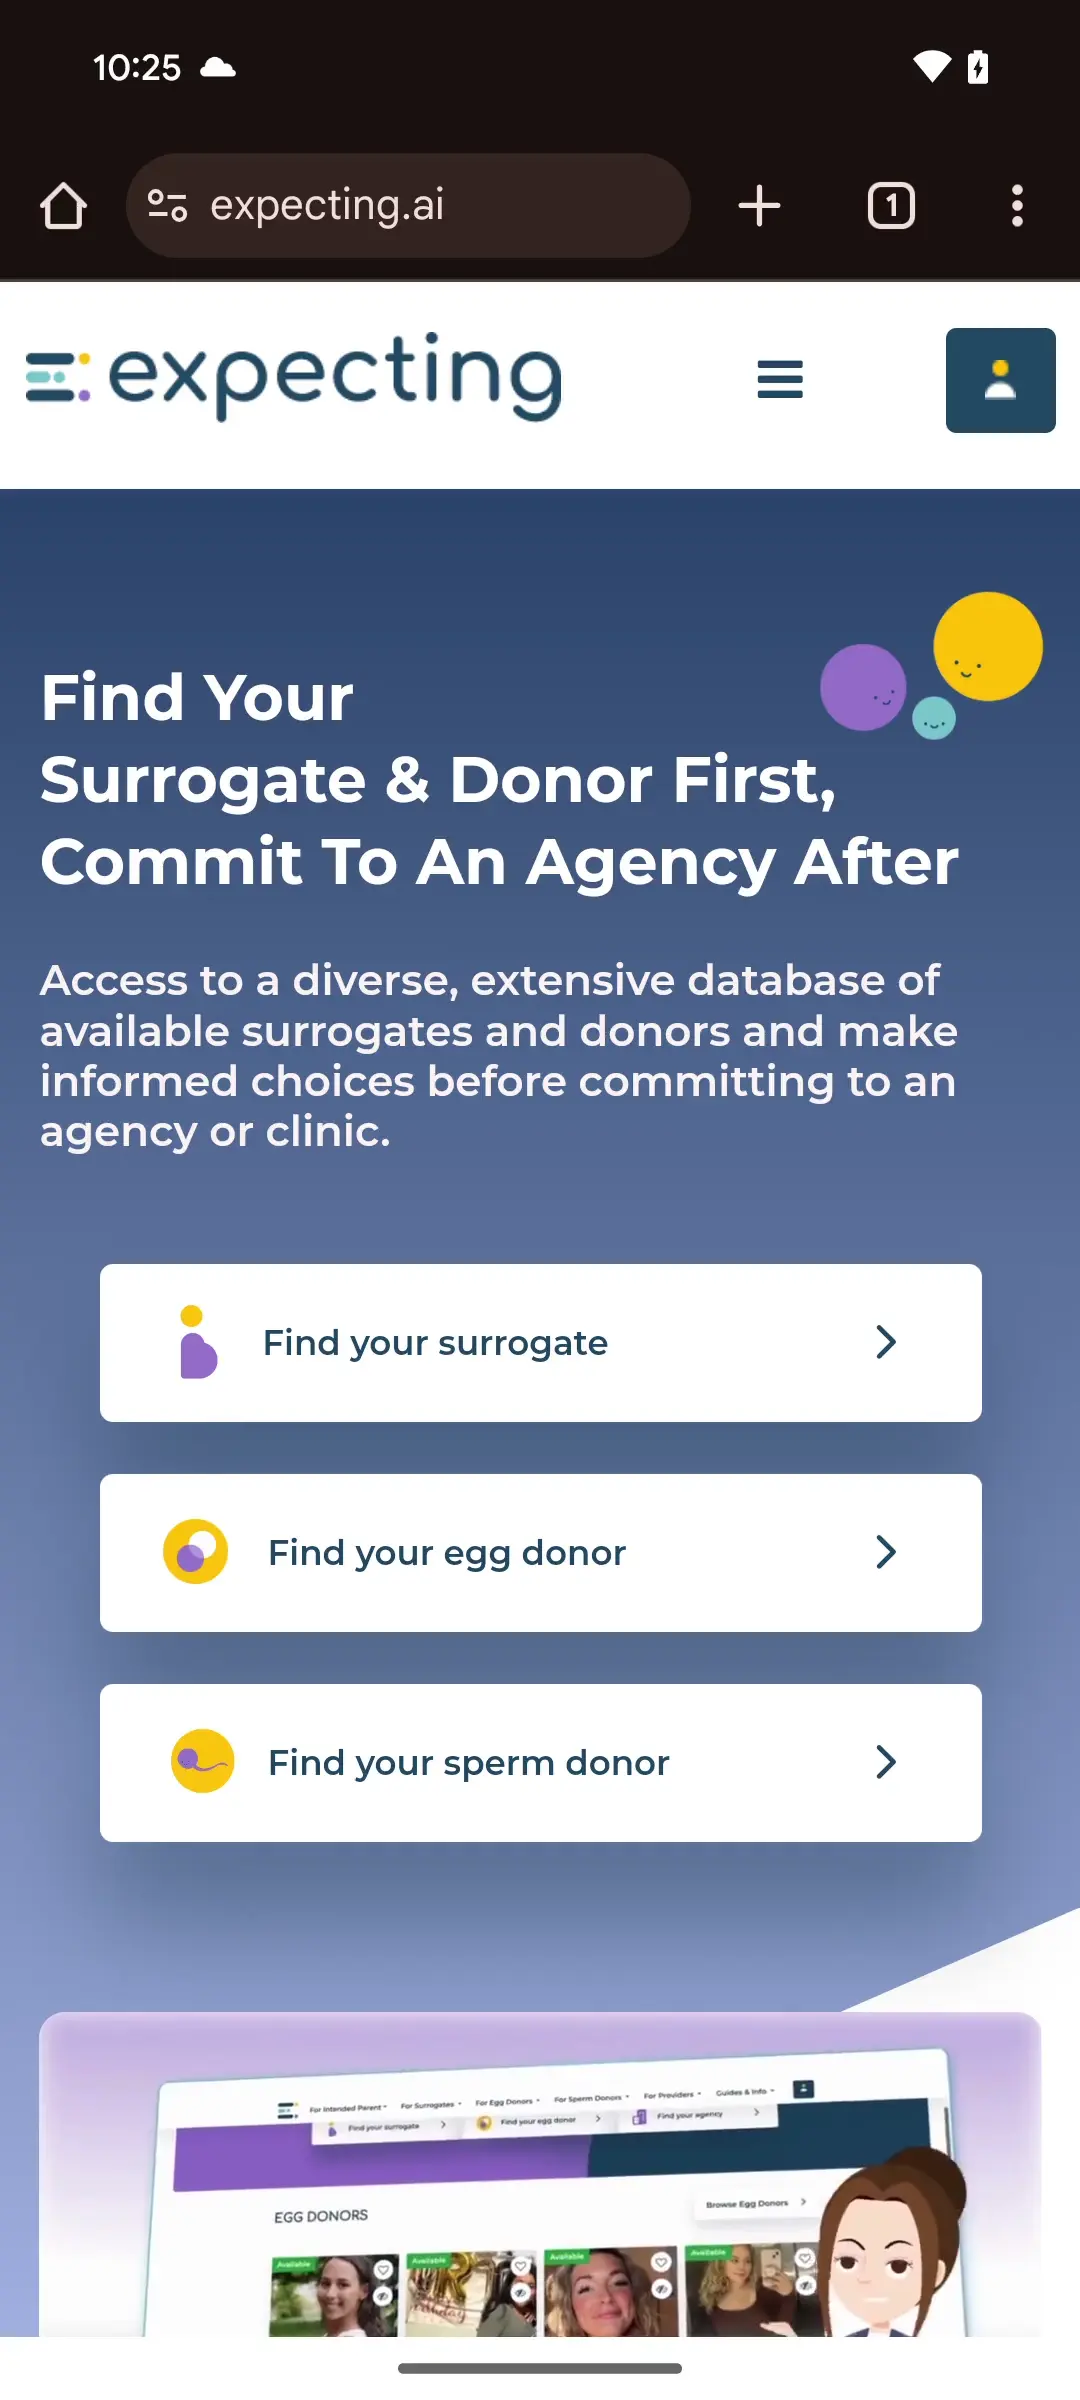 10:25
expecting.ai
1
expecting
Find Your
Surrogate & Donor First,
Commit To An Agency After
Access to a diverse, extensive database of
available surrogates and donors and make
informed choices before committing to an
agency or clinic.
Find your surrogate
Find your egg donor
Find your sperm donor
For Intended Parent For Surrogates For Egg Donors For Sperm Donors For Providers Guides & Info
Find your surrogate Find your egg donor Find your agency
Browse Egg Donors
EGG DONORS
Available Available Available Available